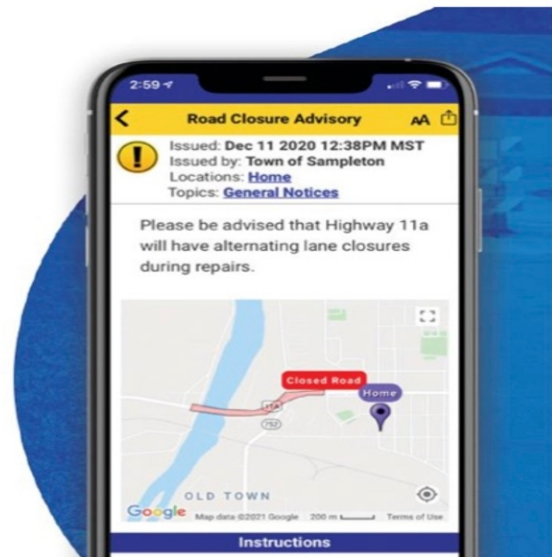 2:59
Road Closure Advisory AA
Issued: Dec 11 2020 12:38PM MST
Issued by: Town of Sampleton
Locations: Home
Topics: General Notices
Please be advised that Highway 11a
will have alternating lane closures
during repairs.
Closed Road
Home
11A
792
OLD TOWN
Google Map data ©2021 Google 200 m Terms of Use
Instructions